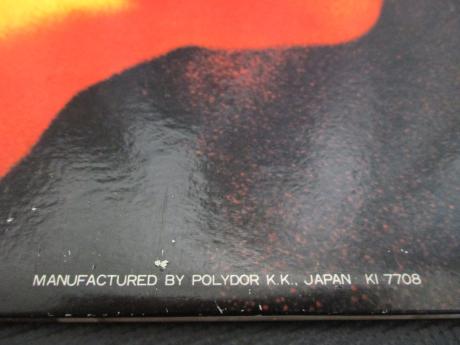 MANUFACTURED BY POLYDOR K.K., JAPAN KI 7708